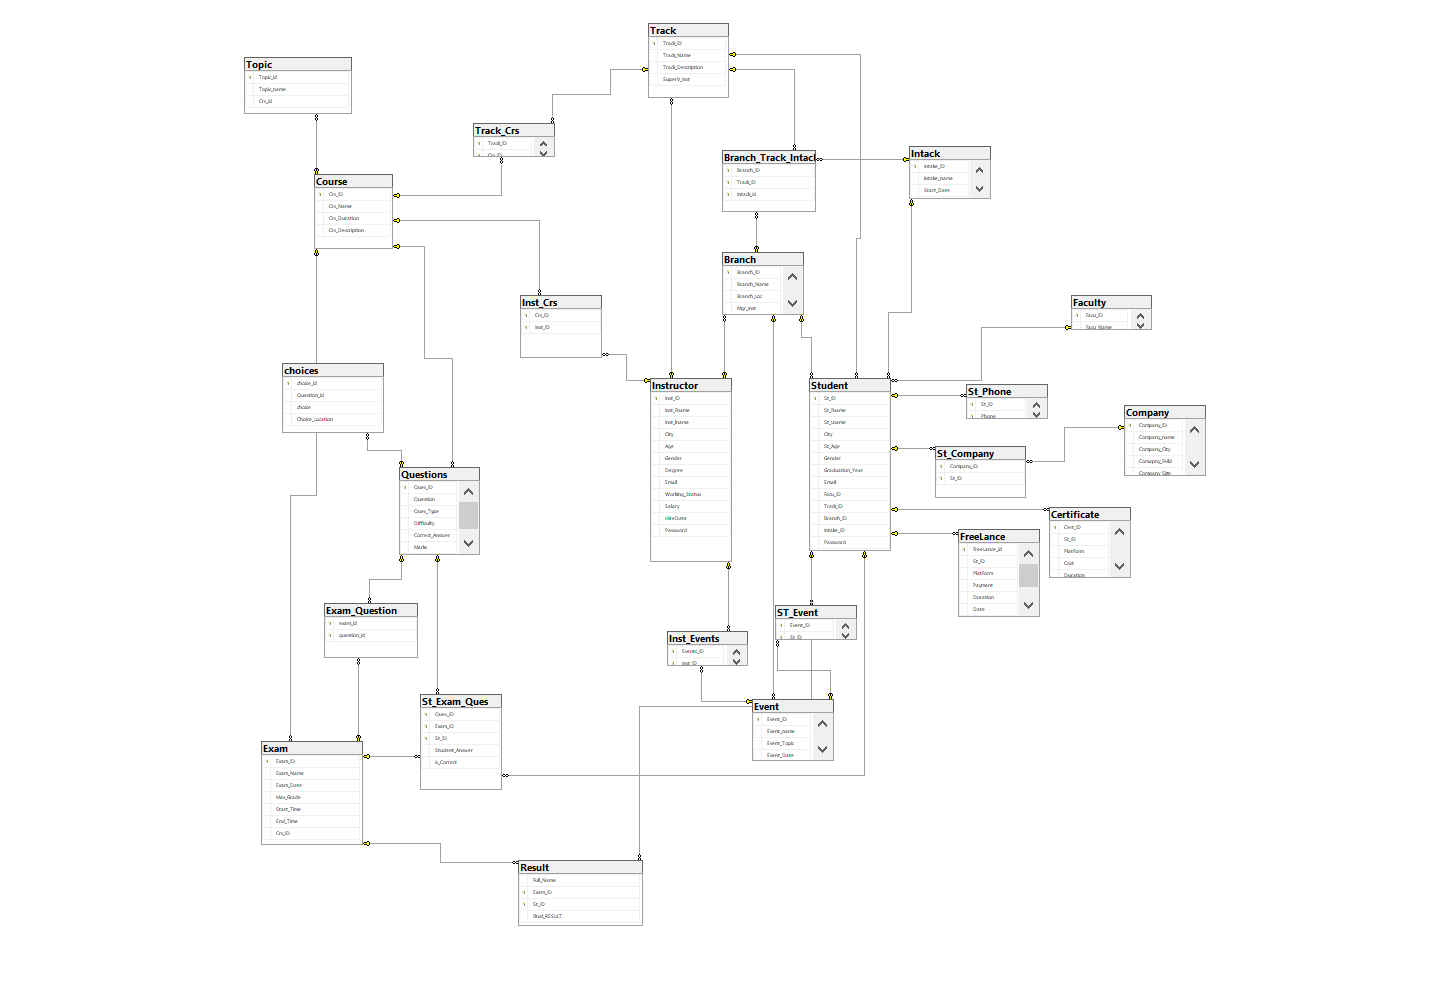 Track
Track_ID
Track_Name
Track_Description
SuperV_Inst
Topic
Topic_id
Topic_name
Crs_id
Track_Crs
Track_ID
Crs_ID
Branch_Track_Intac
Branch_ID
Track_ID
Intack_id
Intack
Intake_ID
Intake_name
Start_Date
Course
Crs_ID
Crs_Name
Crs_Duration
Crs_Description
Branch
Branch_ID
Branch_Name
Branch_Loc
Mgr_Inst
Inst_Crs
Crs_ID
Inst_ID
Faculty
Facu_ID
Facu_Name
choices
choice_id
Question_id
choice
Choice_Location
Instructor
Inst_ID
Inst_Fname
Inst_lname
City
Age
Gender
Degree
Email
Working_Status
Salary
HireDate
Password
Student
St_ID
St_Fname
St_Lname
City
St_Age
Gender
Graduation_Year
Email
Facu_ID
Track_ID
Branch_ID
Intake_ID
Password
St_Phone
St_ID
Phone
Company
Company_ID
Company_name
Company_City
Comapny_Feild
Company_Size
St_Company
Company_ID
St_ID
Questions
Ques_ID
Question
Ques_Type
Difficulty
Correct_Answer
Marks
Certificate
Cert_ID
St_ID
PlatForm
Cost
Duration
FreeLance
FreeLance_id
St_ID
PlatForm
Payment
Duration
Date
Exam_Question
exam_id
question_id
ST_Event
Event_ID
St_ID
Inst_Events
Events_ID
Inst_ID
St_Exam_Ques
Ques_ID
Exam_ID
St_ID
Student_Answer
Is_Correct
Event
Event_ID
Event_name
Event_Topic
Event_Date
Exam
Exam_ID
Exam_Name
Exam_Date
Max_Grade
Start_Time
End_Time
Crs_ID
Result
Full_Name
Exam_ID
St_ID
Final_RESULT